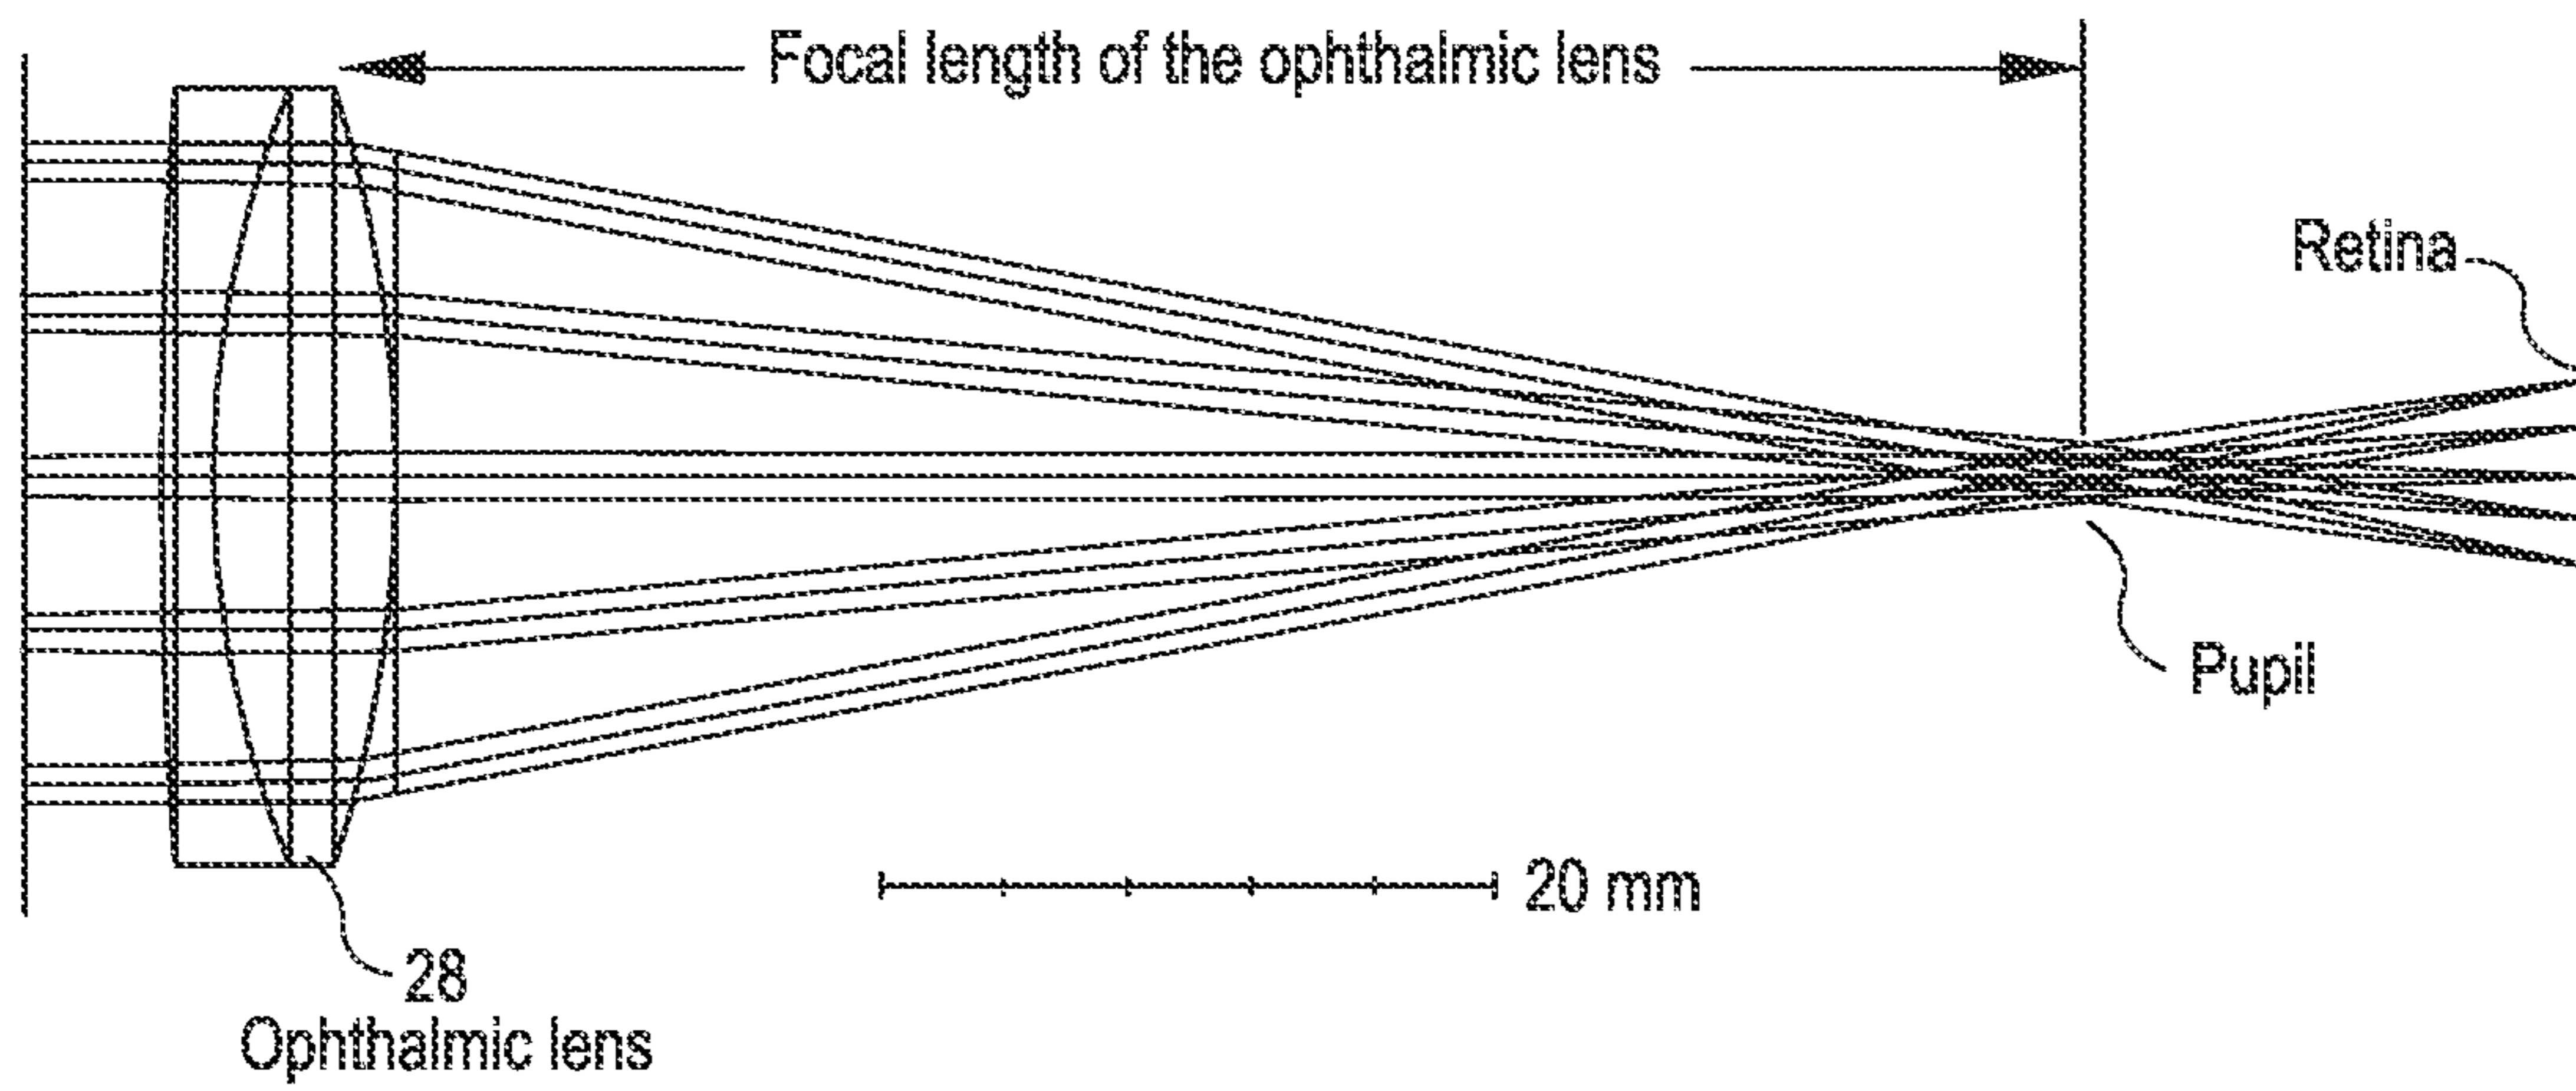 Focal length of the ophthalmic lens
Retina
Pupil
20 mm
28
Ophthalmic lens